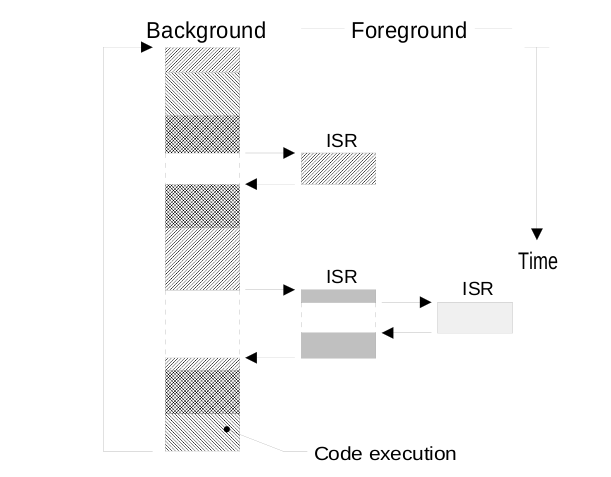 Background
Foreground
ISR
Time
ISR
ISR
Code execution